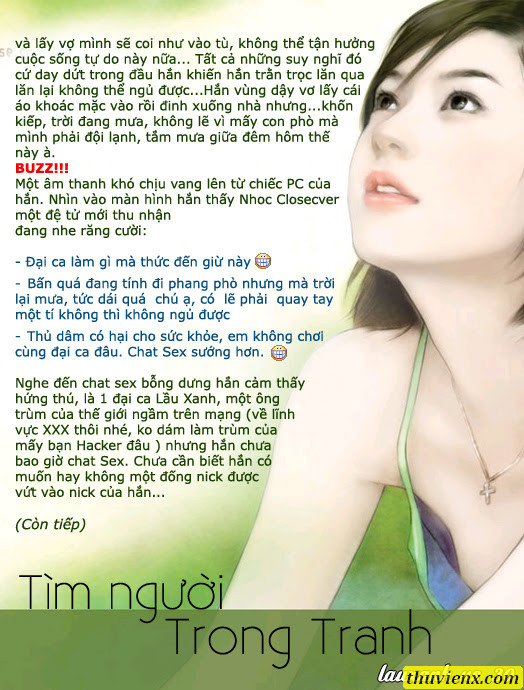 và lấy vợ mình sẽ coi như vào tù, không thể tận hưởng
cuộc sống tự do này nữa... Tất cả những suy nghĩ đó
cứ day dứt trong đầu hắn khiến hắn trằn trọc lăn qua
lăn lại không thể ngủ được...Hắn vùng dậy vơ lấy cái
áo khoác mặc vào rồi đinh xuống nhà nhưng...khốn
kiếp, trời đang mưa, không lẽ vì mấy con phò mà
mình phải đội lạnh, tắm mưa giữa đêm hôm thế
này à.
BUZZ!!!
Một âm thanh khó chịu vang lên từ chiếc PC của
hắn. Nhìn vào màn hình hắn thấy Nhoc Closecver
một đệ tử mới thu nhận
đang nhe răng cười:
- Đại ca làm gì mà thức đến giờ này
- Bấn quá đang tính đi phang phò nhưng mà trời
lại mưa, tức dái quá chú ạ, có lẽ phải quay tay
một tí không thì không ngủ được
- Thủ dâm có hại cho sức khỏe, em không chơi
cùng đại ca đâu. Chat Sex sướng hơn.
Nghe đến chat sex bỗng dưng hắn cảm thấy
hứng thú, là 1 đại ca Lầu Xanh, một ông
trùm của thế giới ngầm trên mạng (về lĩnh
vực XXX thôi nhé, ko dám làm trùm của
mấy bạn Hacker đâu ) nhưng hắn chưa
bao giờ chat Sex. Chưa cần biết hắn có
muốn hay không một đống nick được
vứt vào nick của hắn...
(Còn tiếp)
Tìm người
Trong Tranh
thuvienx.com